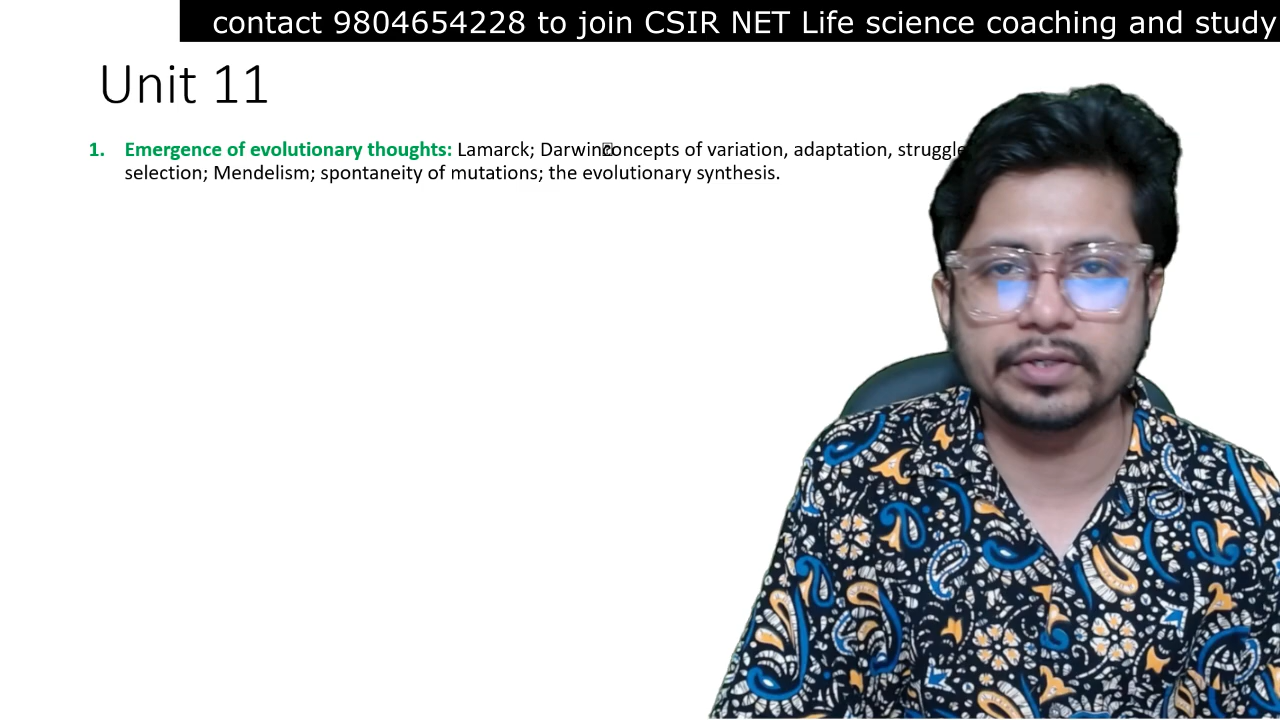 contact 9804654228 to join CSIR NET Life science coaching and study
Unit 11
1. Emergence of evolutionary thoughts: Lamarck; Darwin concepts of variation, adaptation, struggle
selection; Mendelism; spontaneity of mutations; the evolutionary synthesis.